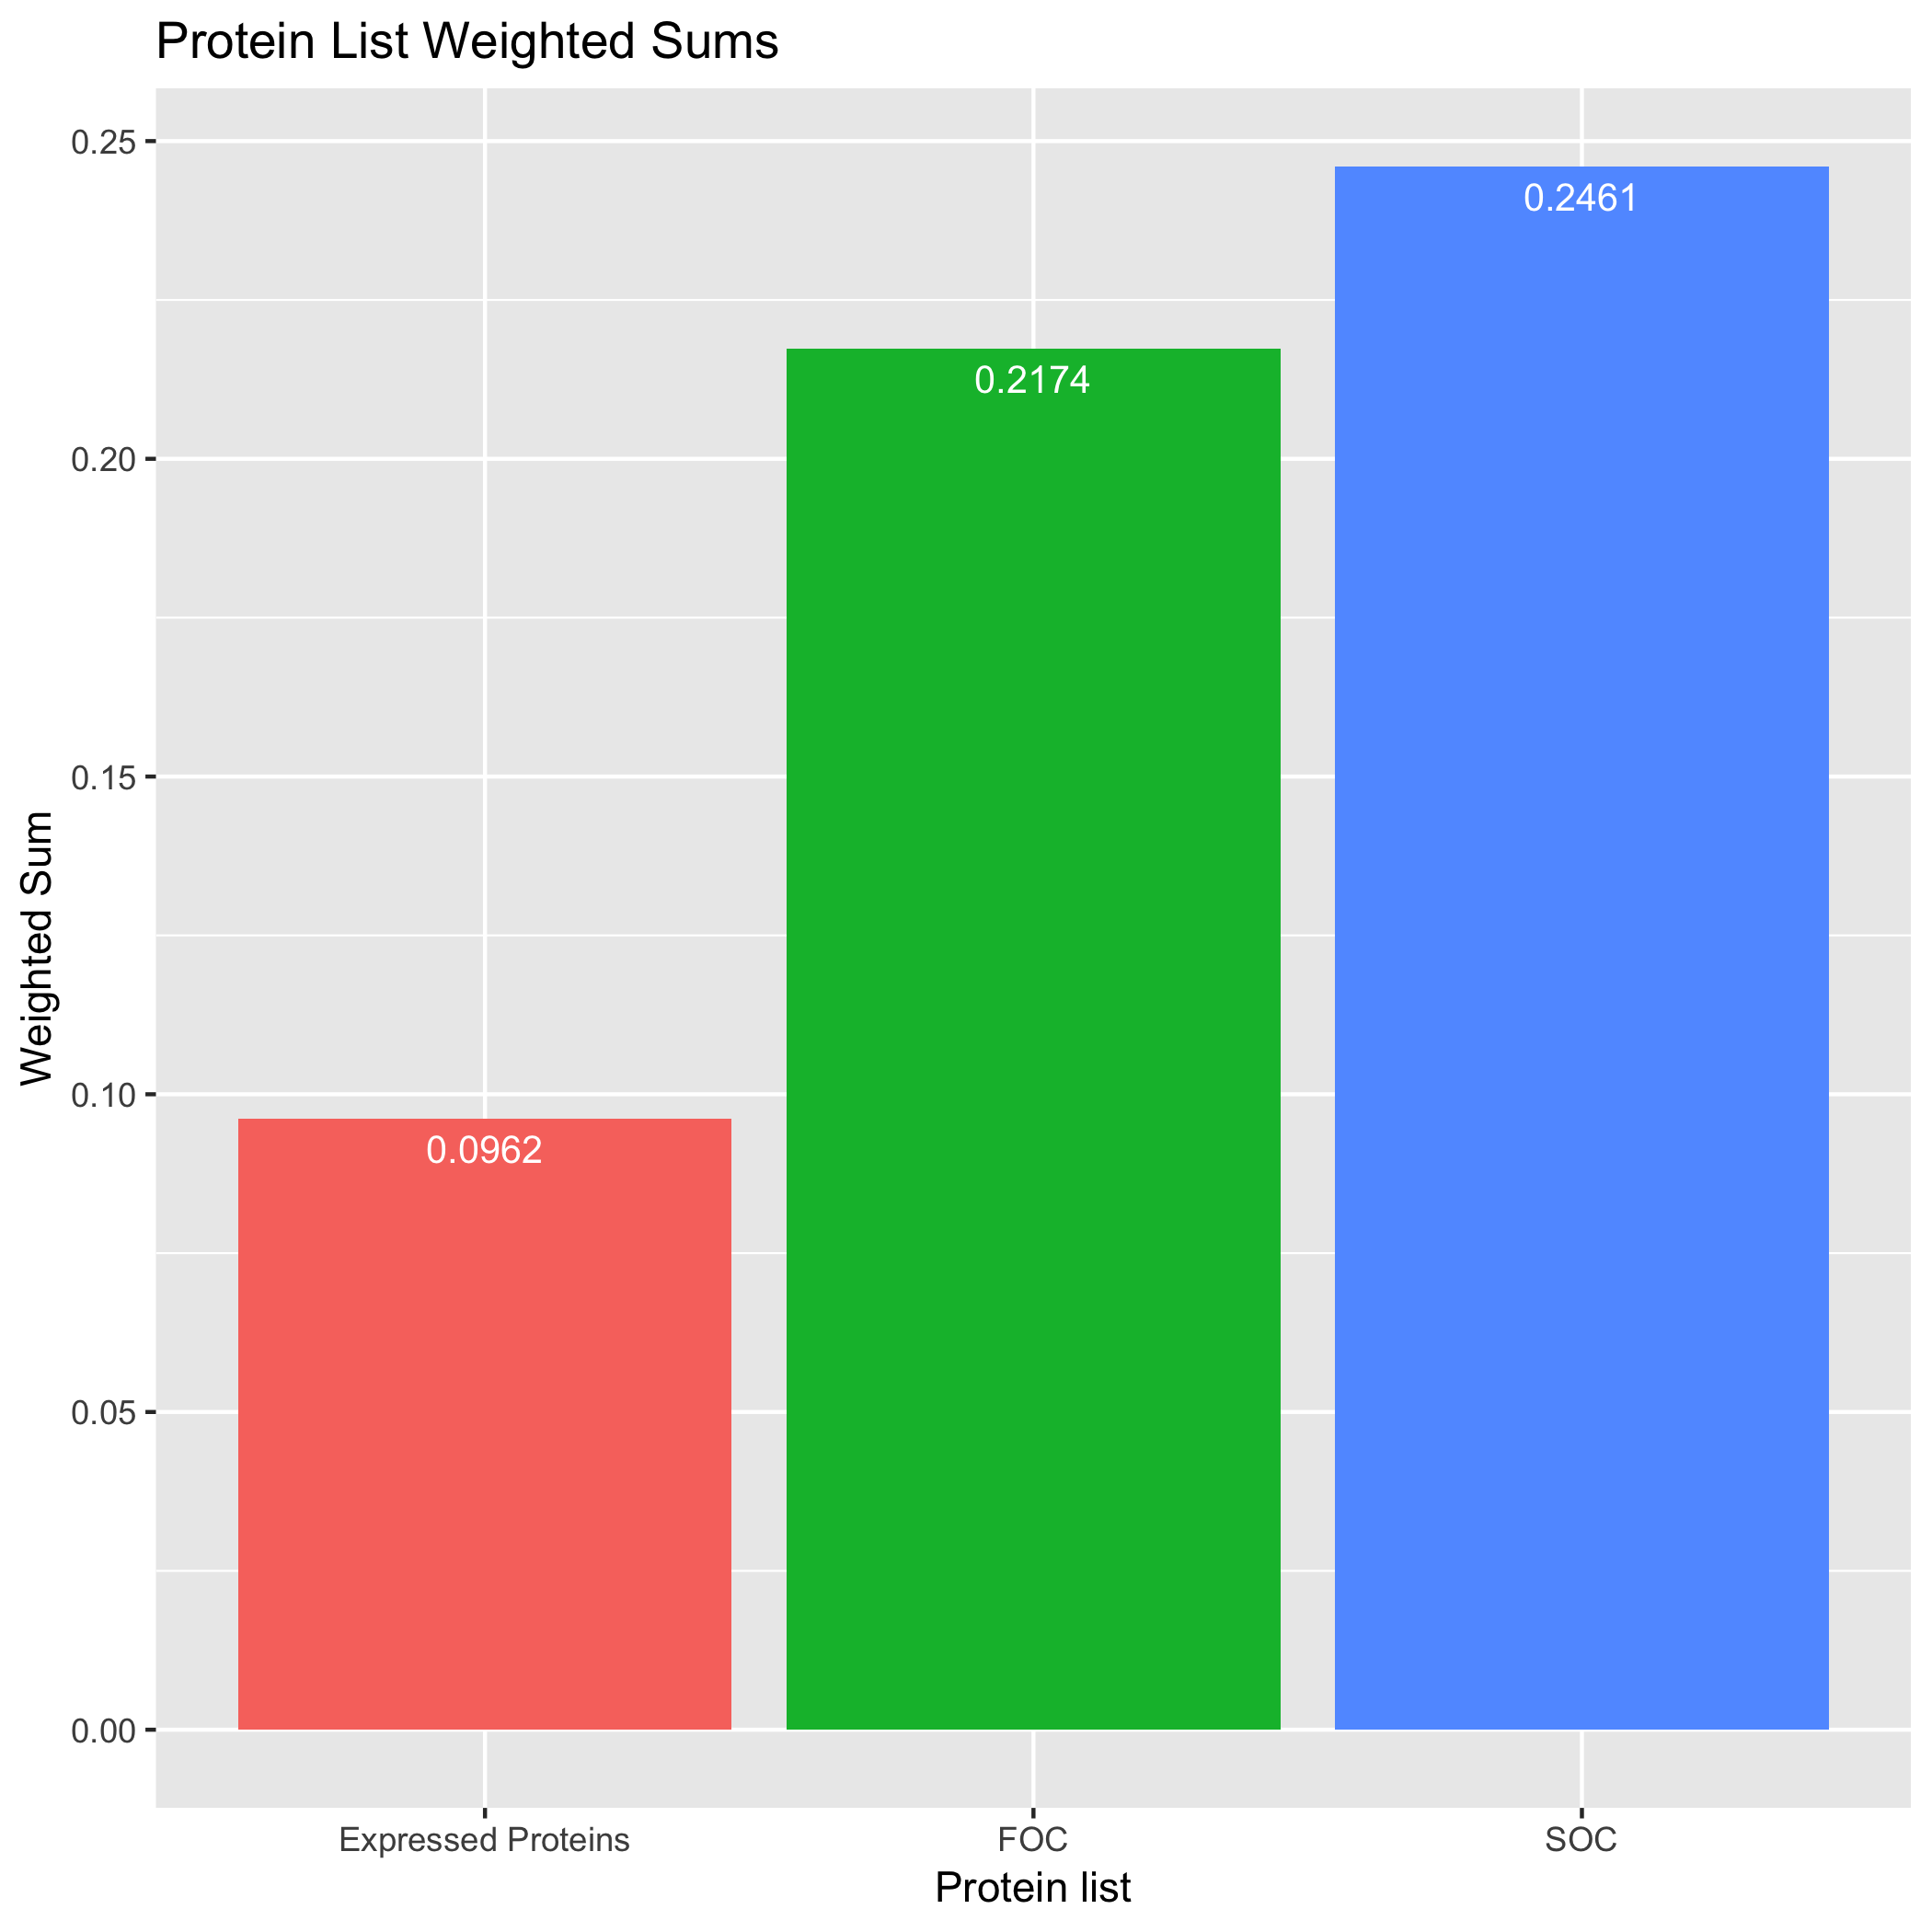 Protein List Weighted Sums
0.25
0.20
0.15
0.10
0.05
0.00
Weighted Sum
0.0962
0.2174
0.2461
Expressed Proteins
FOC
SOC
Protein list